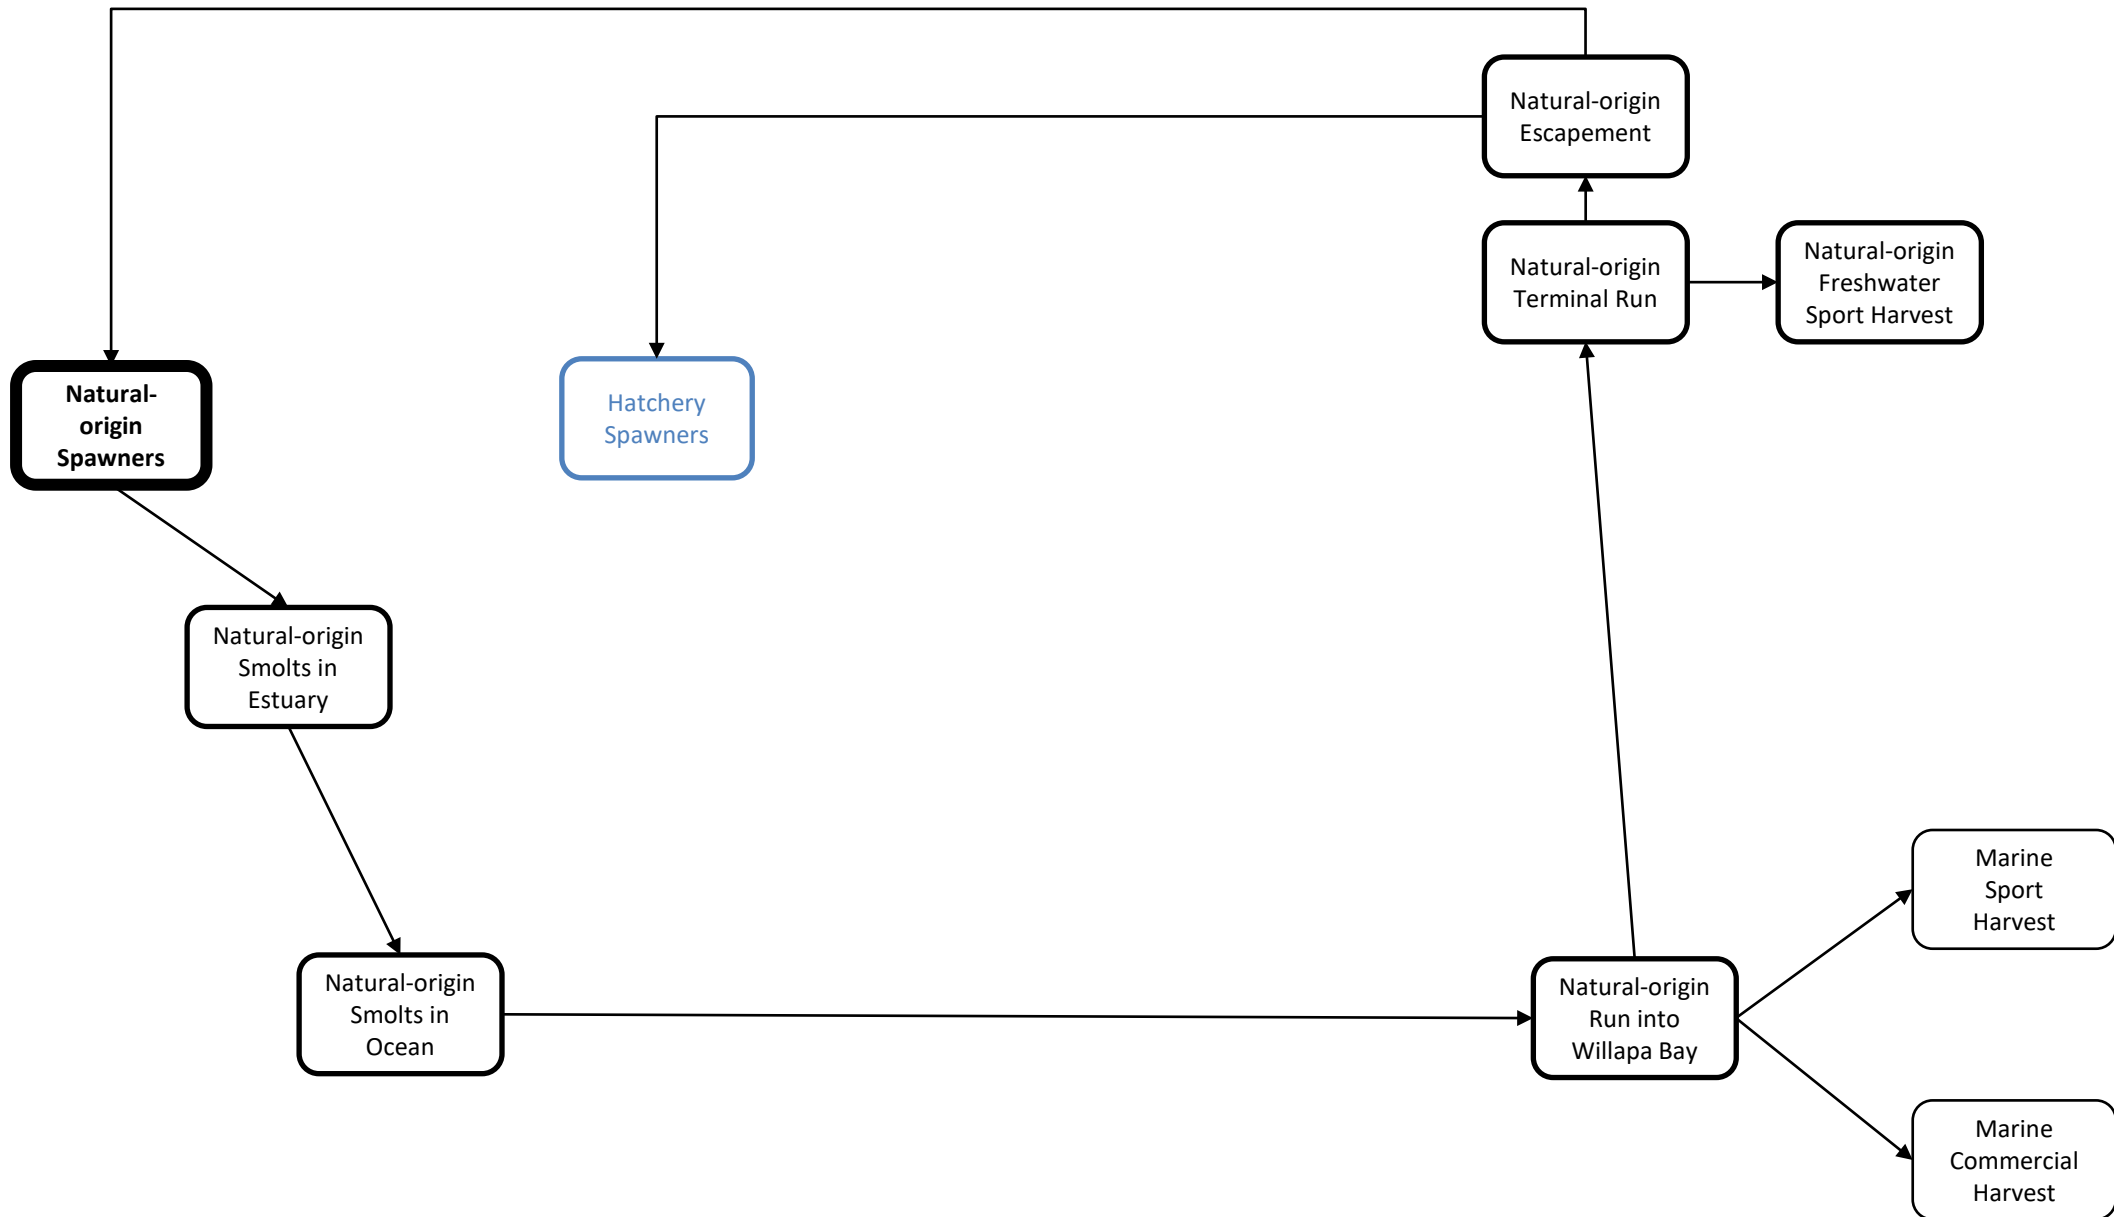 Natural-origin
Escapement
Natural-origin
Terminal Run
Natural-origin
Freshwater
Sport Harvest
Natural-
origin
Spawners
Hatchery
Spawners
Natural-origin
Smolts in
Estuary
Marine
Sport
Harvest
Natural-origin
Smolts in
Ocean
Natural-origin
Run into
Willapa Bay
Marine
Commercial
Harvest